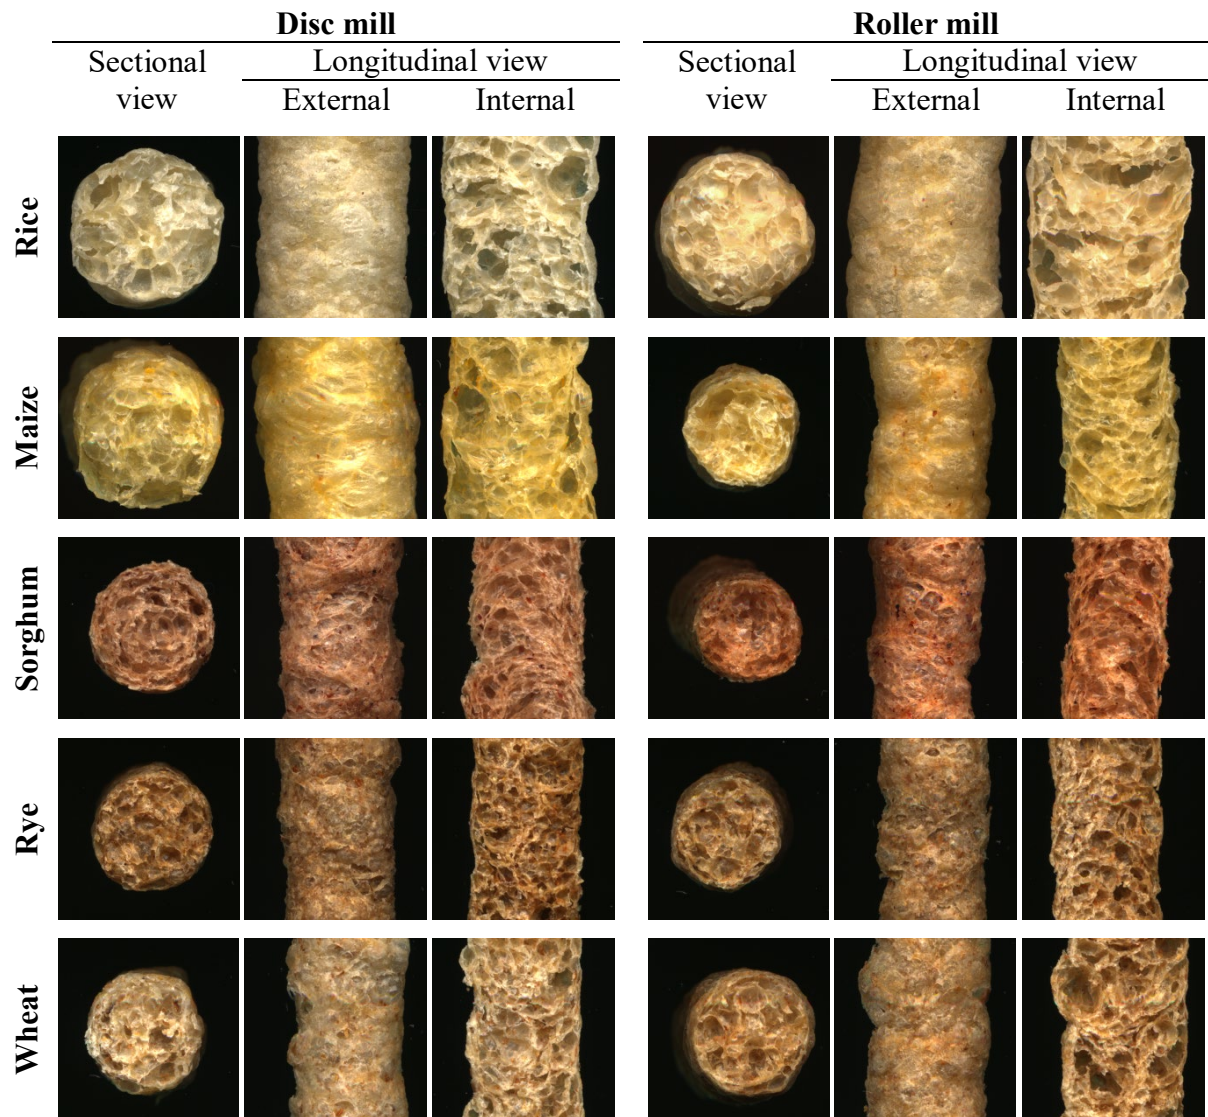 Disc mill
Roller mill
Sectional view
Longitudinal view
External
Internal
Sectional view
Longitudinal view
External
Internal
Rice
Maize
Sorghum
Rye
Wheat